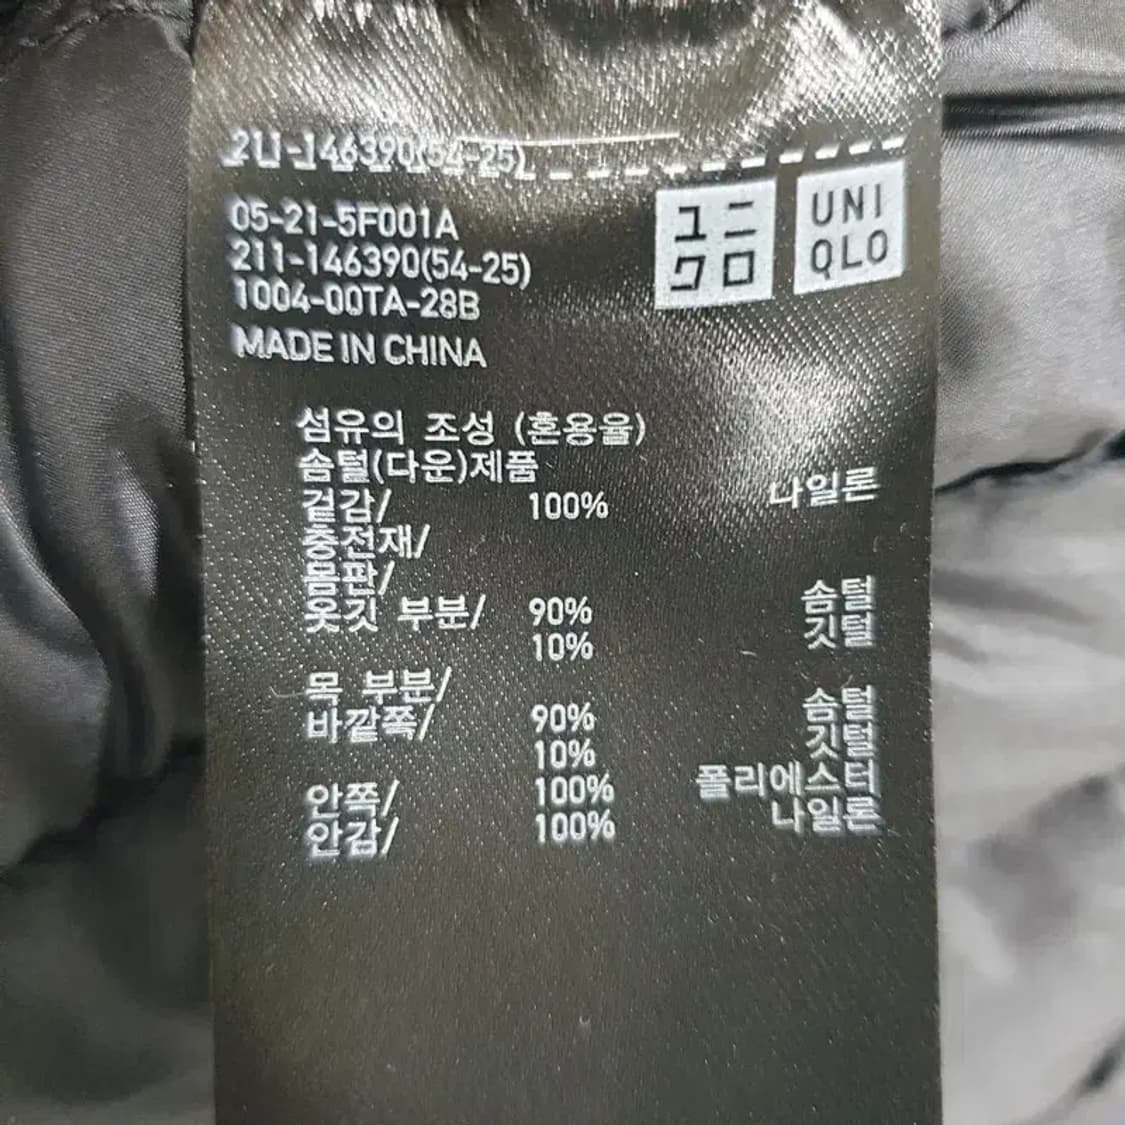 211-146390(54-25)
ユニ
クロ
UNI
QLO
05-21-5F001A
211-146390(54-25)
1004-00TA-28B
MADE IN CHINA
섬유의 조성 (혼용율)
솜털(다운)제품
겉감/ 100% 나일론
충전재/
몸판/
옷깃 부분/ 90% 솜털
10% 깃털
목 부분/
바깥쪽/ 90% 솜털
10% 깃털
안쪽/ 100% 폴리에스터
안감/ 100% 나일론